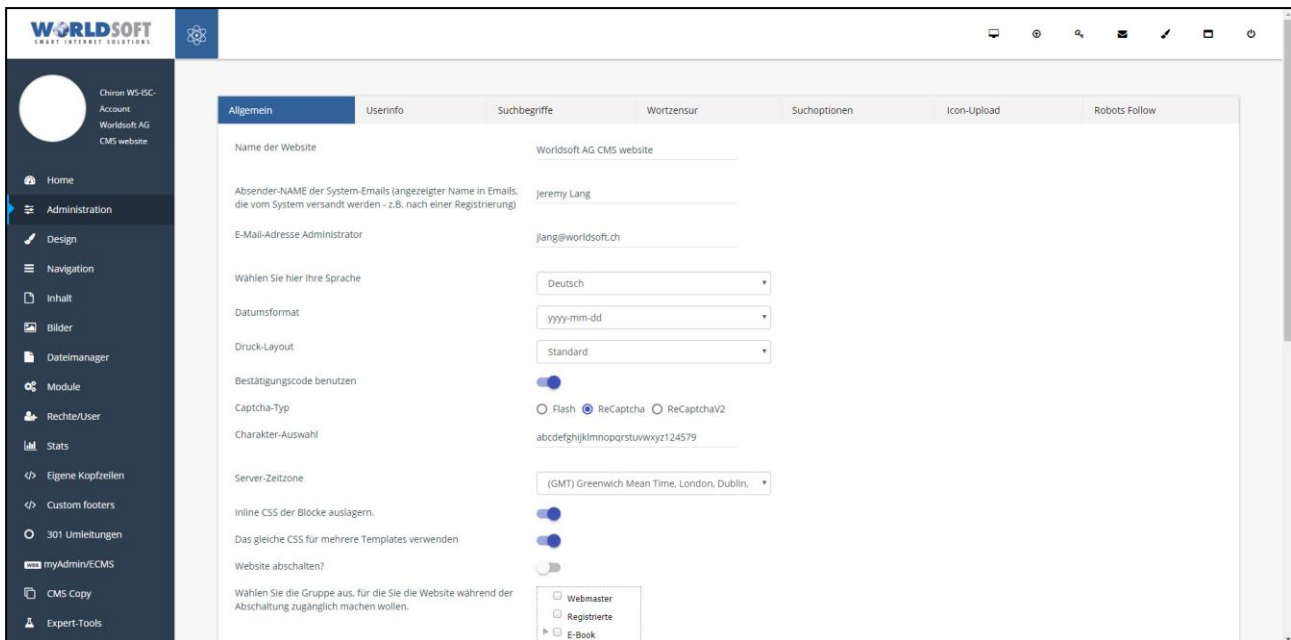 WORLDSOFT
SMART INTERNET SOLUTIONS
Chiron WS-ISC-
Account
Worldsoft AG
CMS website
Home
Administration
Design
Navigation
Inhalt
Bilder
Dateimanager
Module
Rechte/User
Stats
Eigene Kopfzeilen
Custom footers
301 Umleitungen
WBS myAdmin/ECMS
CMS Copy
Expert-Tools
Allgemein Userinfo Suchbegriffe Wortzensur Suchoptionen Icon-Upload Robots Follow
Name der Website Worldsoft AG CMS website
Absender-NAME der System-Emails (angezeigter Name in Emails,
die vom System versandt werden - z.B. nach einer Registrierung) Jeremy Lang
E-Mail-Adresse Administrator jlang@worldsoft.ch
Wählen Sie hier Ihre Sprache Deutsch
Datumsformat yyyy-mm-dd
Druck-Layout Standard
Bestätigungscode benutzen
Captcha-Typ Flash ReCaptcha ReCaptchaV2
Charakter-Auswahl abcdefghijklmnopqrstuvwxyz124579
Server-Zeitzone (GMT) Greenwich Mean Time, London, Dublin,
Inline CSS der Blöcke auslagern.
Das gleiche CSS für mehrere Templates verwenden
Website abschalten?
Wählen Sie die Gruppe aus, für die Sie die Website während der
Abschaltung zugänglich machen wollen.
Webmaster
Registrierte
E-Book